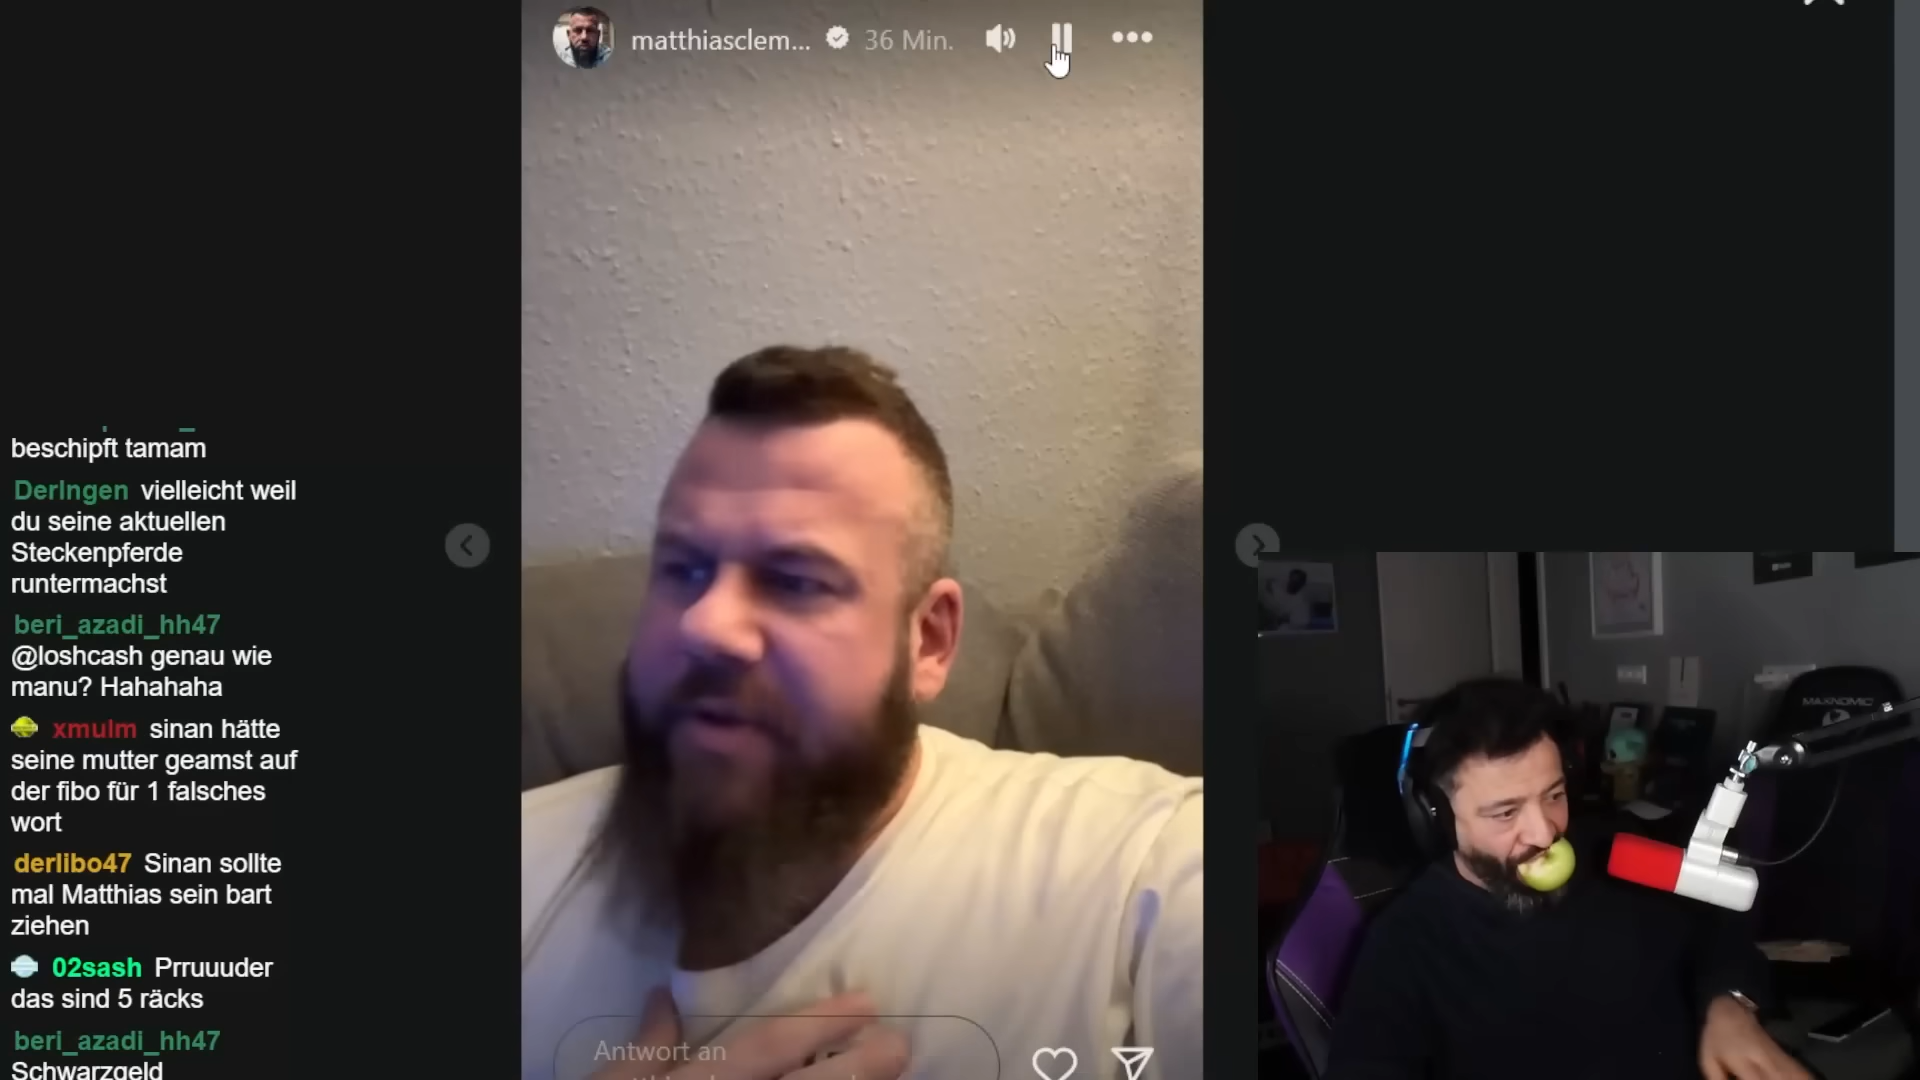 matthiasclem... 36 Min.
beschipft tamam
DerIngen vielleicht weil
du seine aktuellen
Steckenpferde
runtermachst
beri_azadi_hh47
@loshcash genau wie
manu? Hahahaha
xmulm sinan hätte
seine mutter geamst auf
der fibo für 1 falsches
wort
derlibo47 Sinan sollte
mal Matthias sein bart
ziehen
02sash Prruuuder
das sind 5 räcks
beri_azadi_hh47
Schwarzgeld
Antwort an
MAXNOMIC